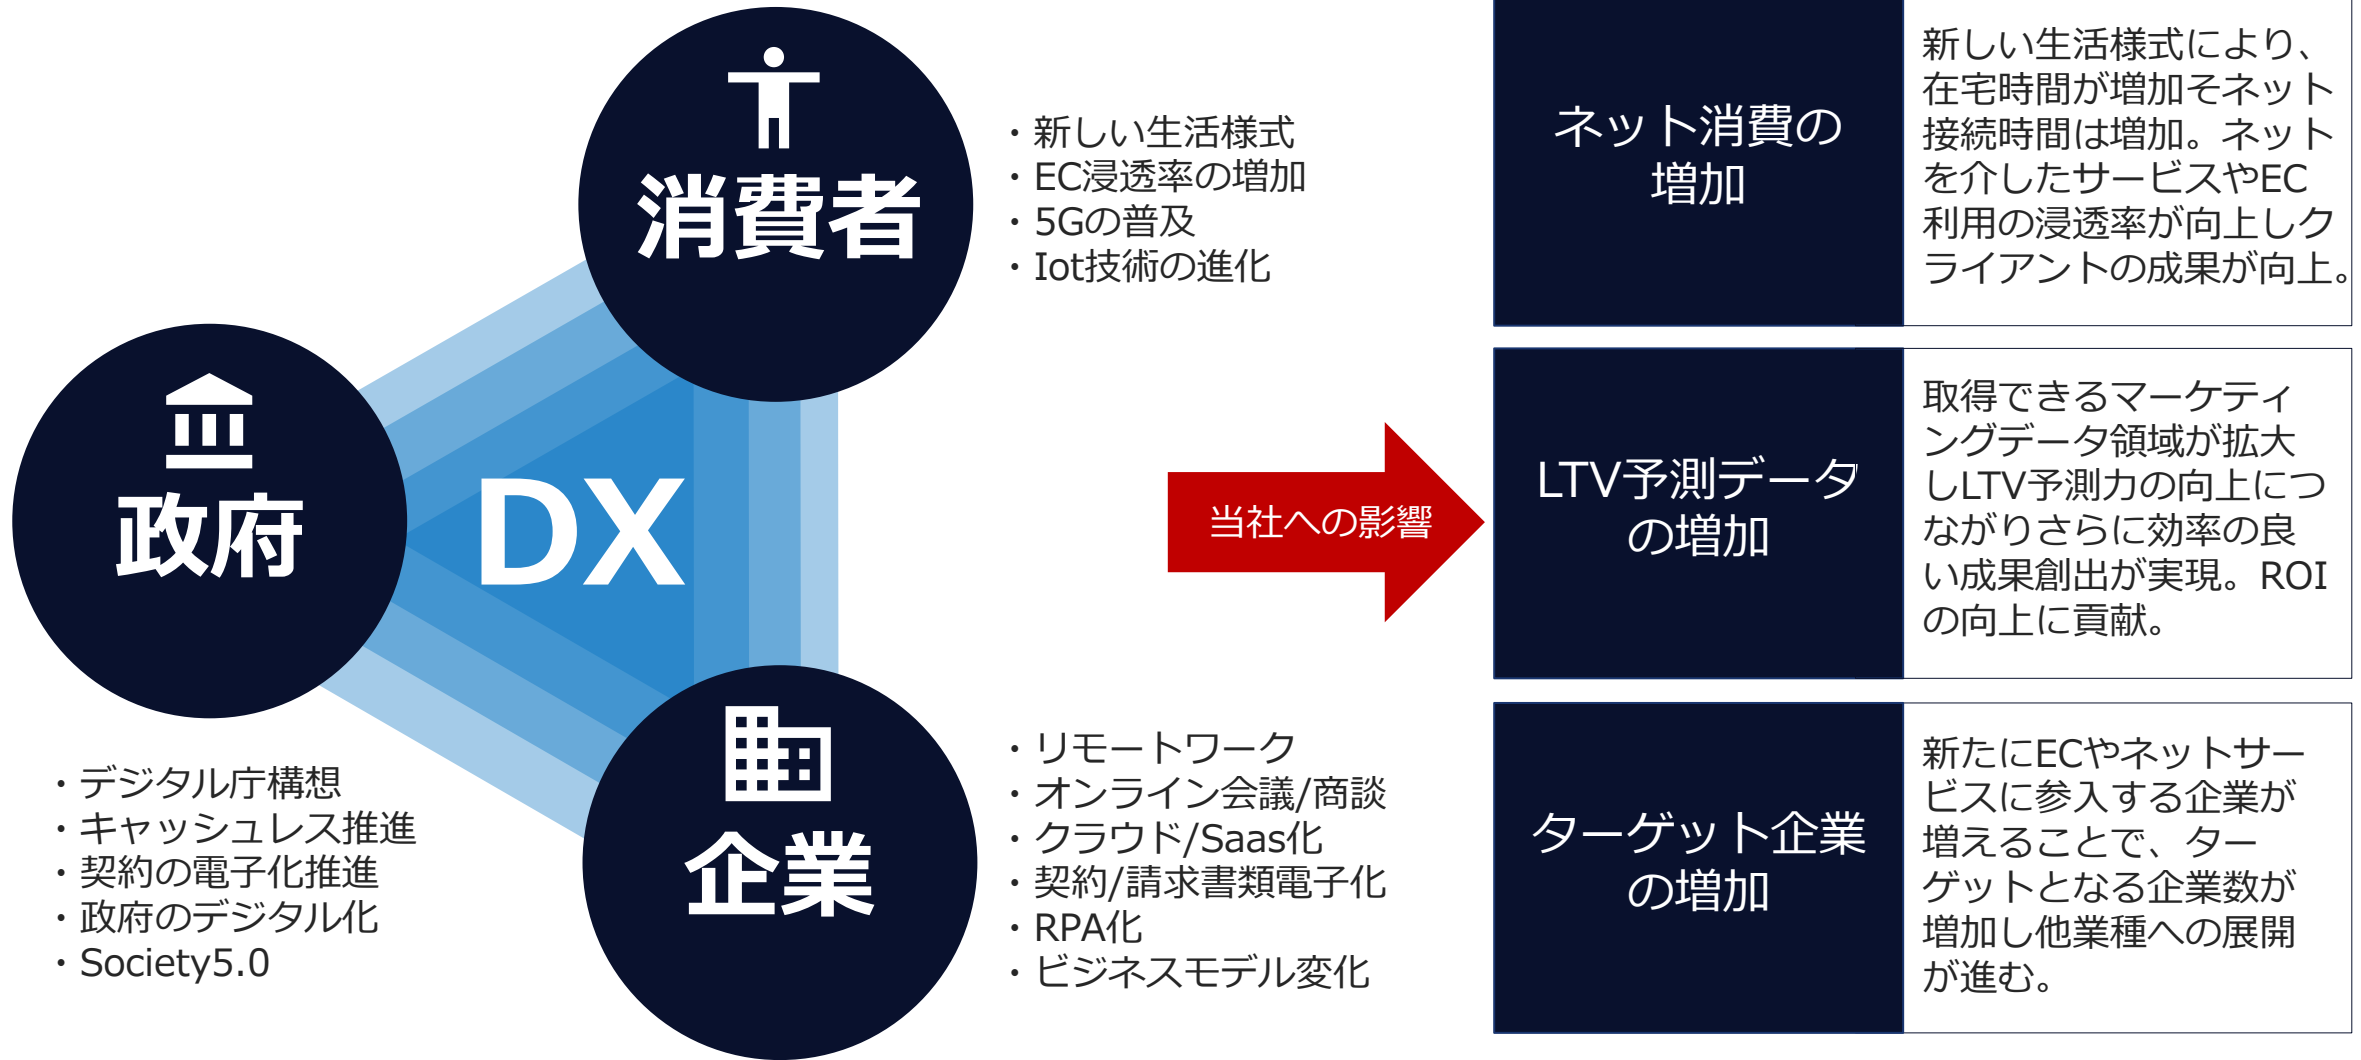 消費者
・新しい生活様式
・EC浸透率の増加
・5Gの普及
・Iot技術の進化
政府
・デジタル庁構想
・キャッシュレス推進
・契約の電子化推進
・政府のデジタル化
・Society5.0
DX
企業
・リモートワーク
・オンライン会議/商談
・クラウド/Saas化
・契約/請求書類電子化
・RPA化
・ビジネスモデル変化
当社への影響
ネット消費の
増加
新しい生活様式により、
在宅時間が増加そネット
接続時間は増加。ネット
を介したサービスやEC
利用の浸透率が向上しク
ライアントの成果が向上。
LTV予測データ
の増加
取得できるマーケティ
ングデータ領域が拡大
しLTV予測力の向上につ
ながりさらに効率の良
い成果創出が実現。ROI
の向上に貢献。
ターゲット企業
の増加
新たにECやネットサー
ビスに参入する企業が
増えることで、ター
ゲットとなる企業数が
増加し他業種への展開
が進む。